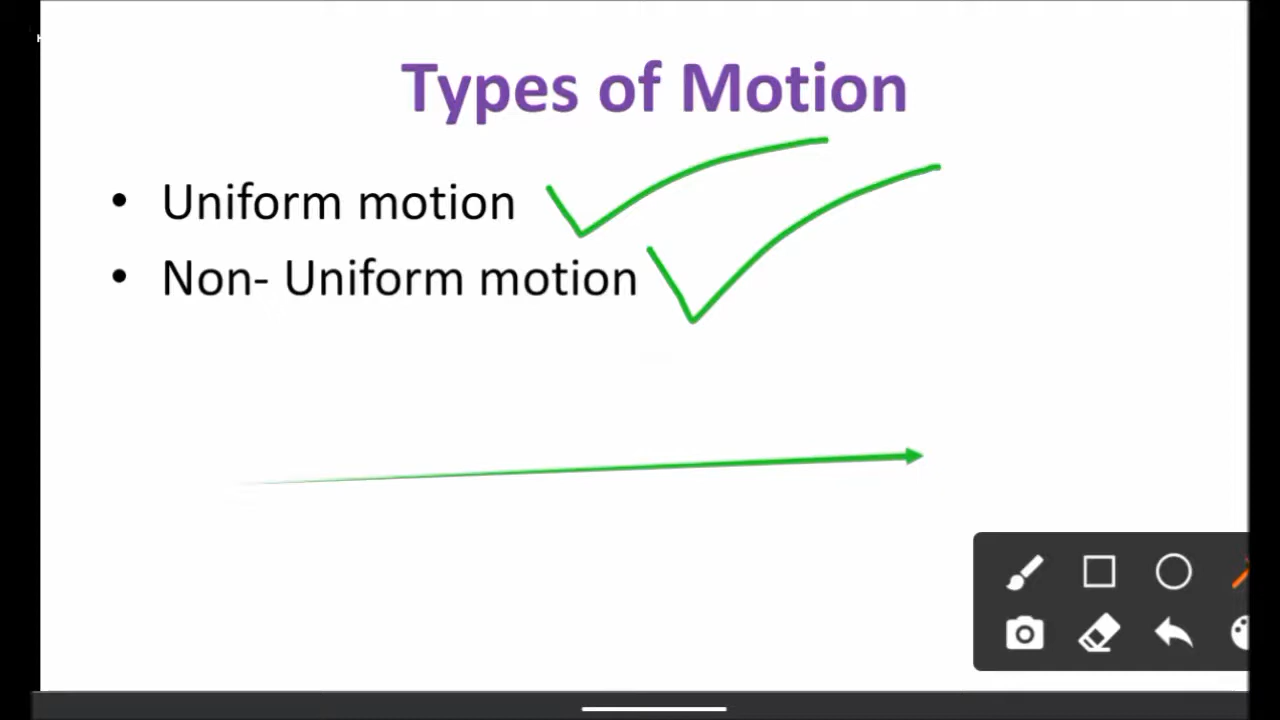 Types of Motion
• Uniform motion
• Non- Uniform motion